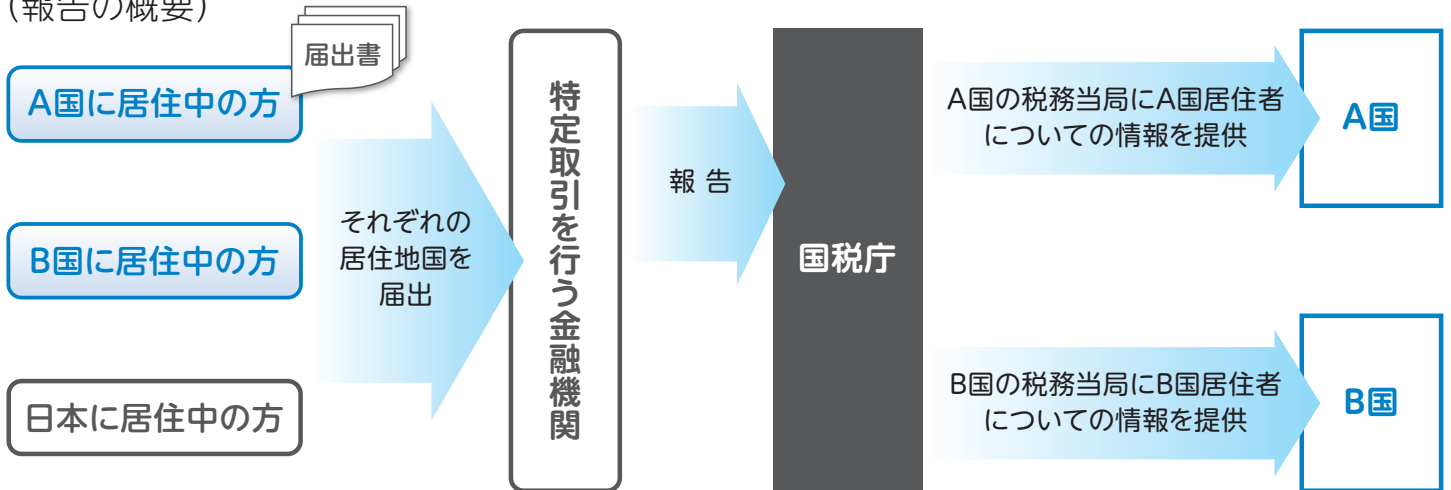 (報告の概要)
届出書
A国に居住中の方
B国に居住中の方
日本に居住中の方
それぞれの
居住地国を
届出
特定取引を行う金融機関
報 告
国税庁
A国の税務当局にA国居住者
についての情報を提供
A国
B国の税務当局にB国居住者
についての情報を提供
B国